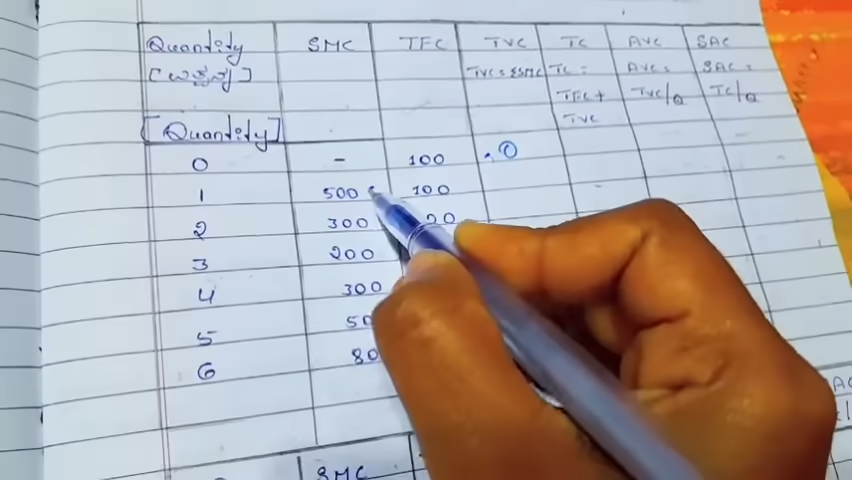 Quantity SMC TFC TVC TC AVC SAC
TVC = ΣSMC TC = AVC = SAC =
TFC + TVC/Q TC/Q
TVC
[Quantity]
0 - 100 0
1 500 100
2 300
3 200
4 300
5
6
SMC